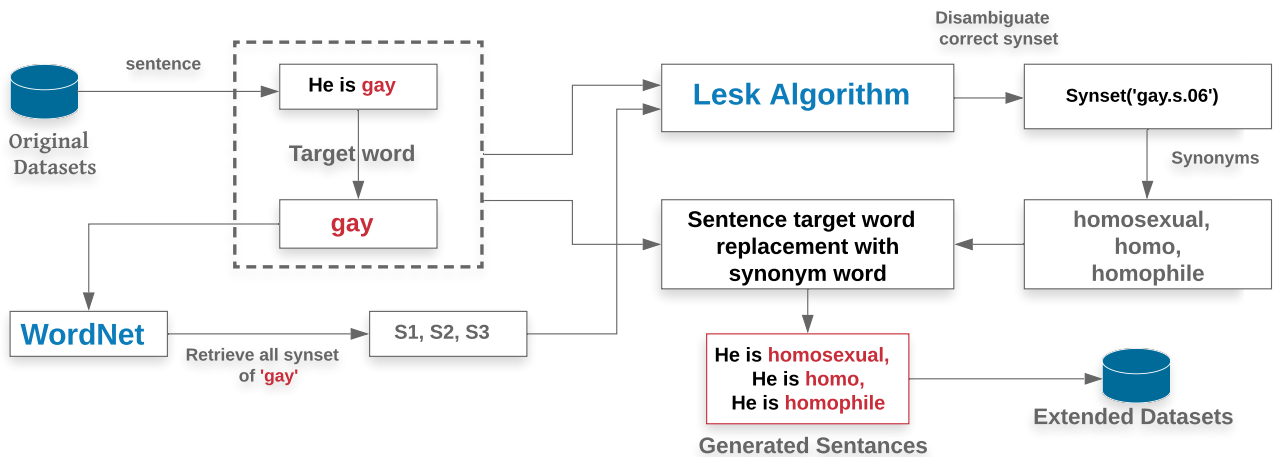 sentence
Original
Datasets
He is gay
Target word
gay
WordNet
Retrieve all synset
of 'gay'
S1, S2, S3
Lesk Algorithm
Disambiguate
correct synset
Synset('gay.s.06')
Synonyms
homosexual,
homo,
homophile
Sentence target word
replacement with
synonym word
He is homosexual,
He is homo,
He is homophile
Generated Sentances
Extended Datasets